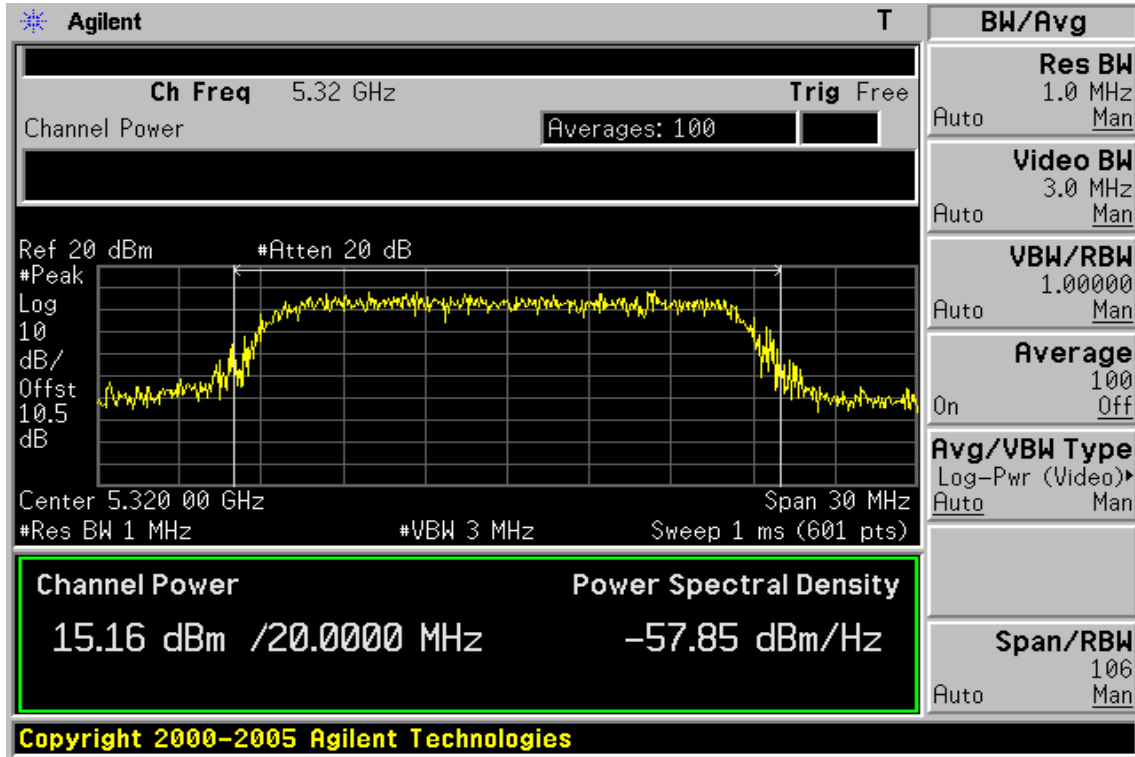 Agilent T
BW/Avg
Ch Freq 5.32 GHz Trig Free
Channel Power Averages: 100
Ref 20 dBm #Atten 20 dB
#Peak
Log
10
dB/
Offst
10.5
dB
Center 5.320 00 GHz Span 30 MHz
#Res BW 1 MHz #VBW 3 MHz Sweep 1 ms (601 pts)
Channel Power Power Spectral Density
15.16 dBm /20.0000 MHz -57.85 dBm/Hz
Res BW
1.0 MHz
Auto Man
Video BW
3.0 MHz
Auto Man
VBW/RBW
1.00000
Auto Man
Average
100
On Off
Avg/VBW Type
Log-Pwr (Video)▸
Auto Man
Span/RBW
106
Auto Man
Copyright 2000-2005 Agilent Technologies